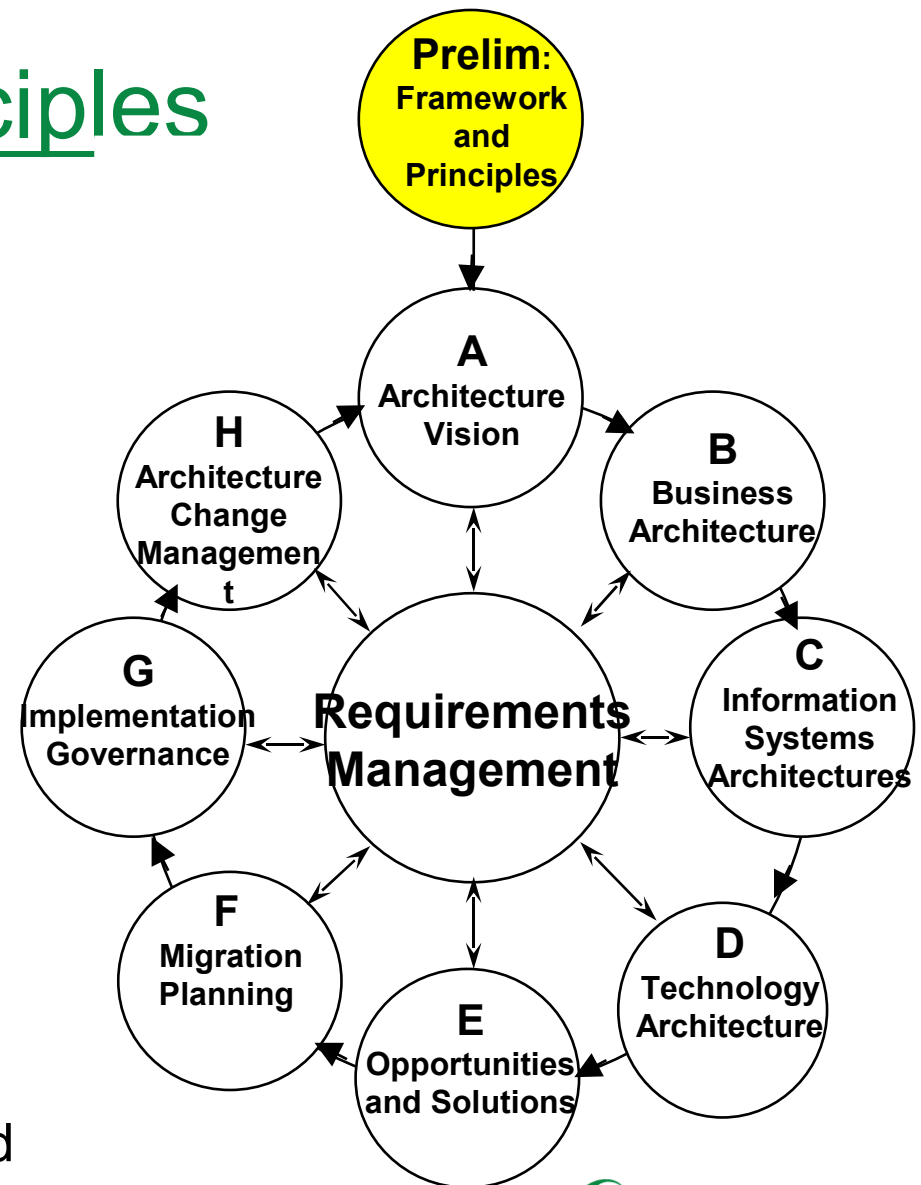 ciples
Prelim:
Framework
and
Principles
A
Architecture
Vision
B
Business
Architecture
C
Information
Systems
Architectures
D
Technology
Architecture
E
Opportunities
and Solutions
F
Migration
Planning
G
Implementation
Governance
H
Architecture
Change
Managemen
t
Requirements
Management
d